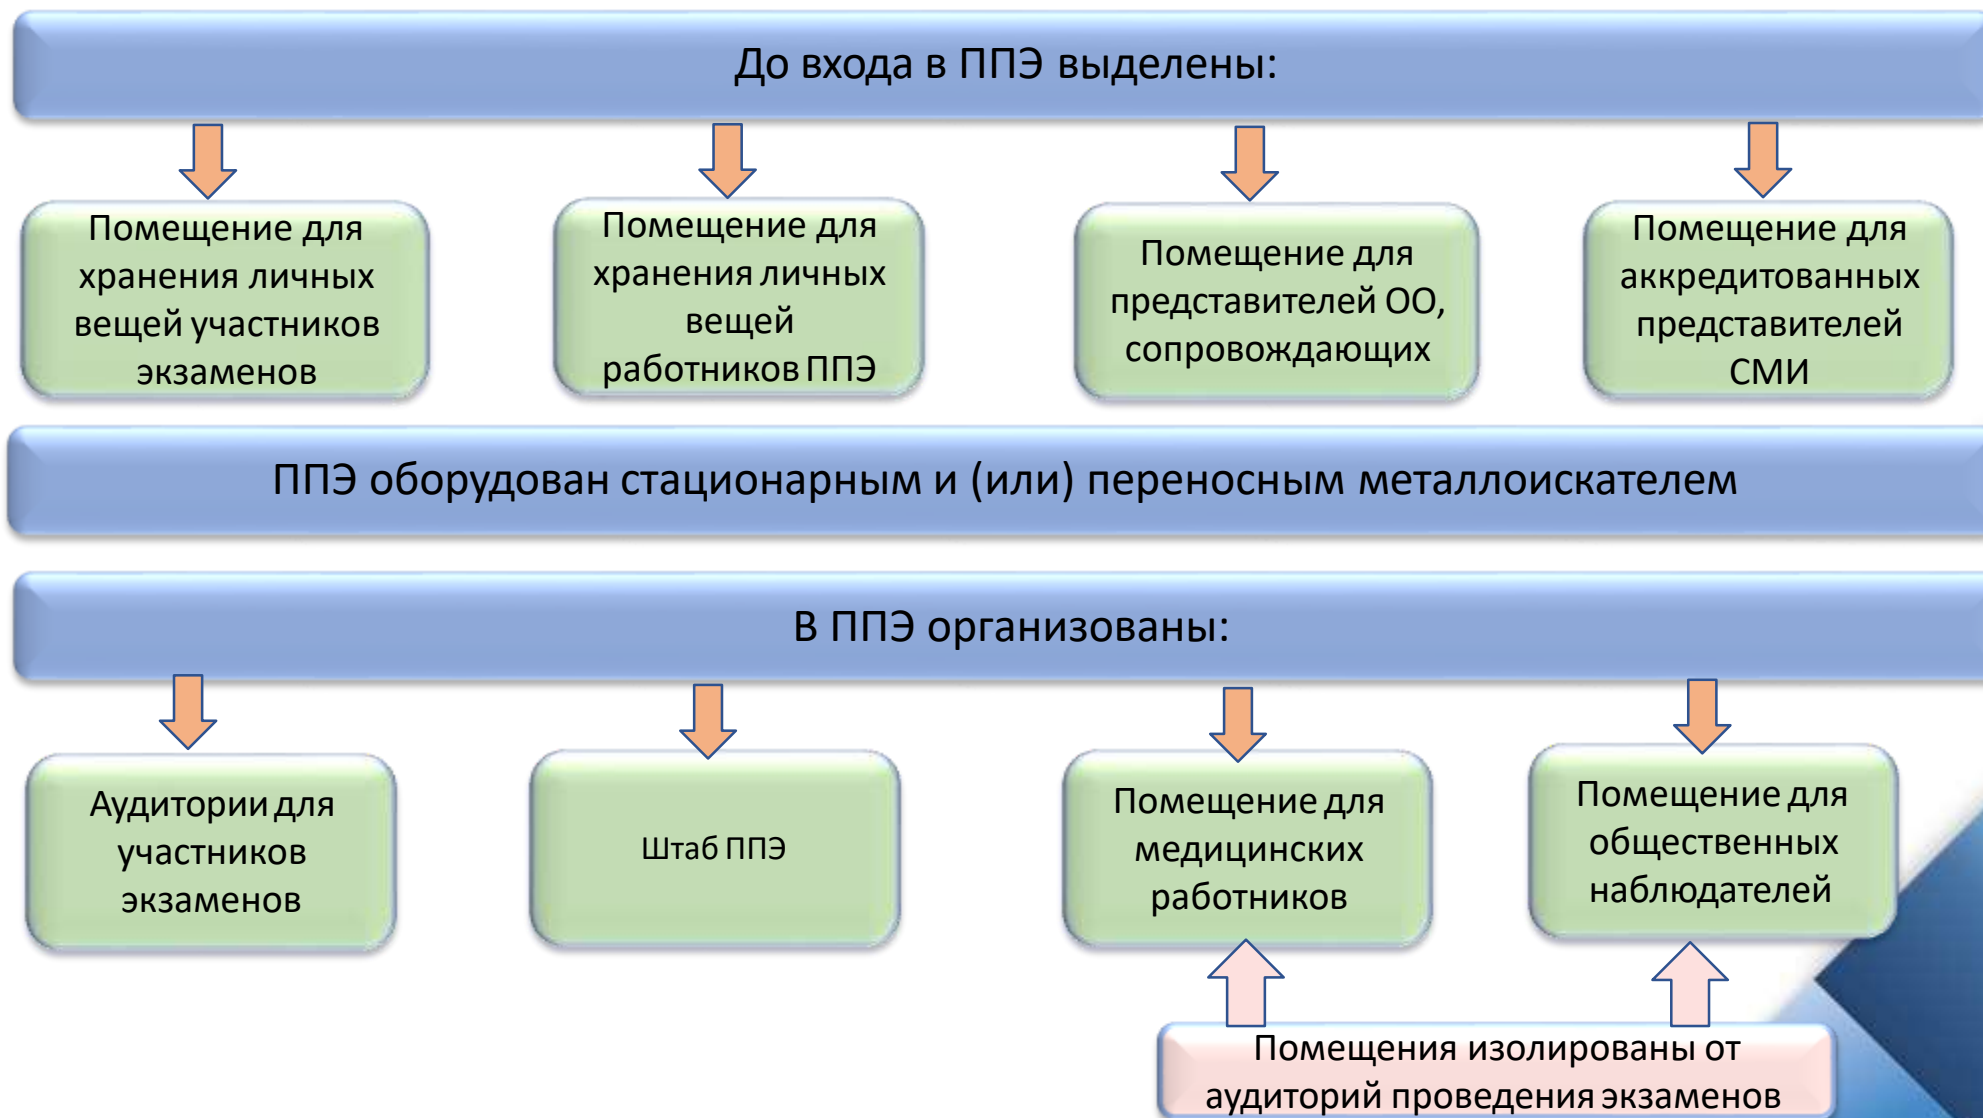 До входа в ППЭ выделены:
Помещение для
хранения личных
вещей участников
экзаменов
Помещение для
хранения личных
вещей
работников ППЭ
Помещение для
представителей ОО,
сопровождающих
Помещение для
аккредитованных
представителей
СМИ
ППЭ оборудован стационарным и (или) переносным металлоискателем
В ППЭ организованы:
Аудитории для
участников
экзаменов
Штаб ППЭ
Помещение для
медицинских
работников
Помещение для
общественных
наблюдателей
Помещения изолированы от
аудиторий проведения экзаменов